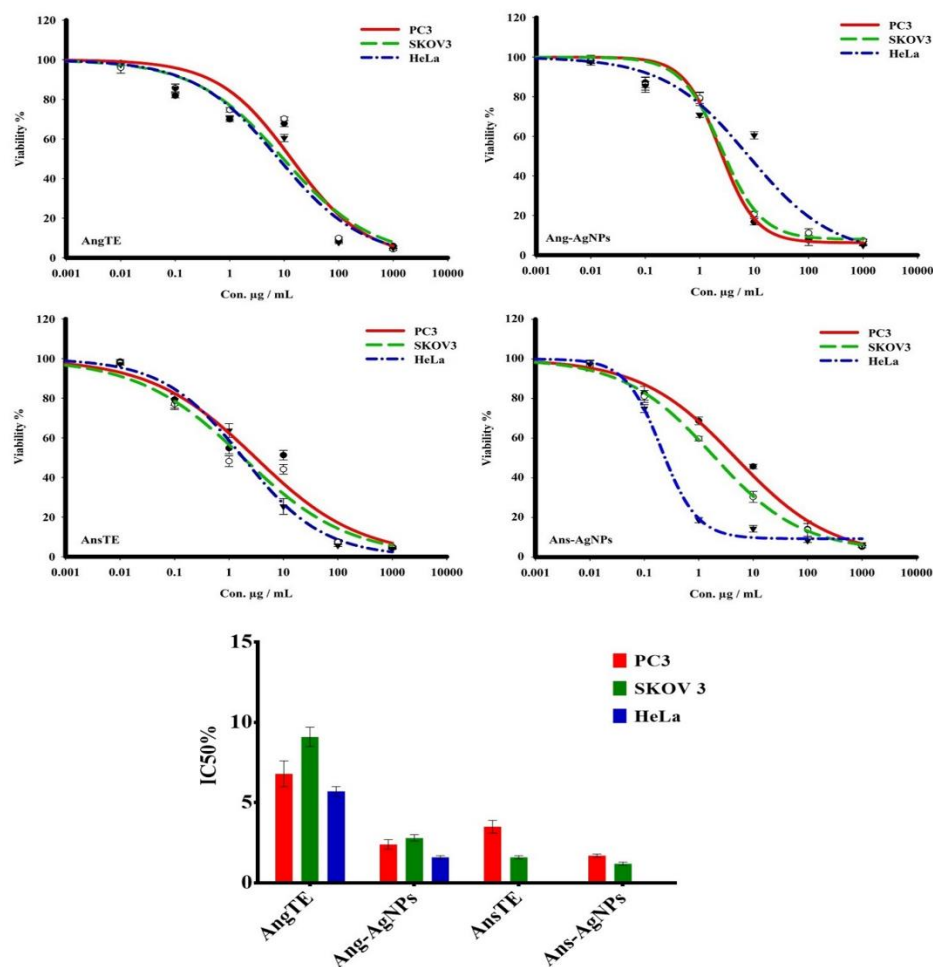 120
100
80
60
40
20
0
Viability %
PC3
SKOV3
HeLa
AngTE
0.001 0.01 0.1 1 10 100 1000 10000
Con. µg / mL
120
100
80
60
40
20
0
Viability %
PC3
SKOV3
HeLa
Ang-AgNPs
0.001 0.01 0.1 1 10 100 1000 10000
Con. µg / mL
120
100
80
60
40
20
0
Viability %
PC3
SKOV3
HeLa
AnsTE
0.001 0.01 0.1 1 10 100 1000 10000
Con. µg / mL
120
100
80
60
40
20
0
Viability %
PC3
SKOV3
HeLa
Ans-AgNPs
0.001 0.01 0.1 1 10 100 1000 10000
Con. µg / mL
15
10
5
0
IC50%
PC3
SKOV 3
HeLa
AngTE
Ang-AgNPs
AnsTE
Ans-AgNPs